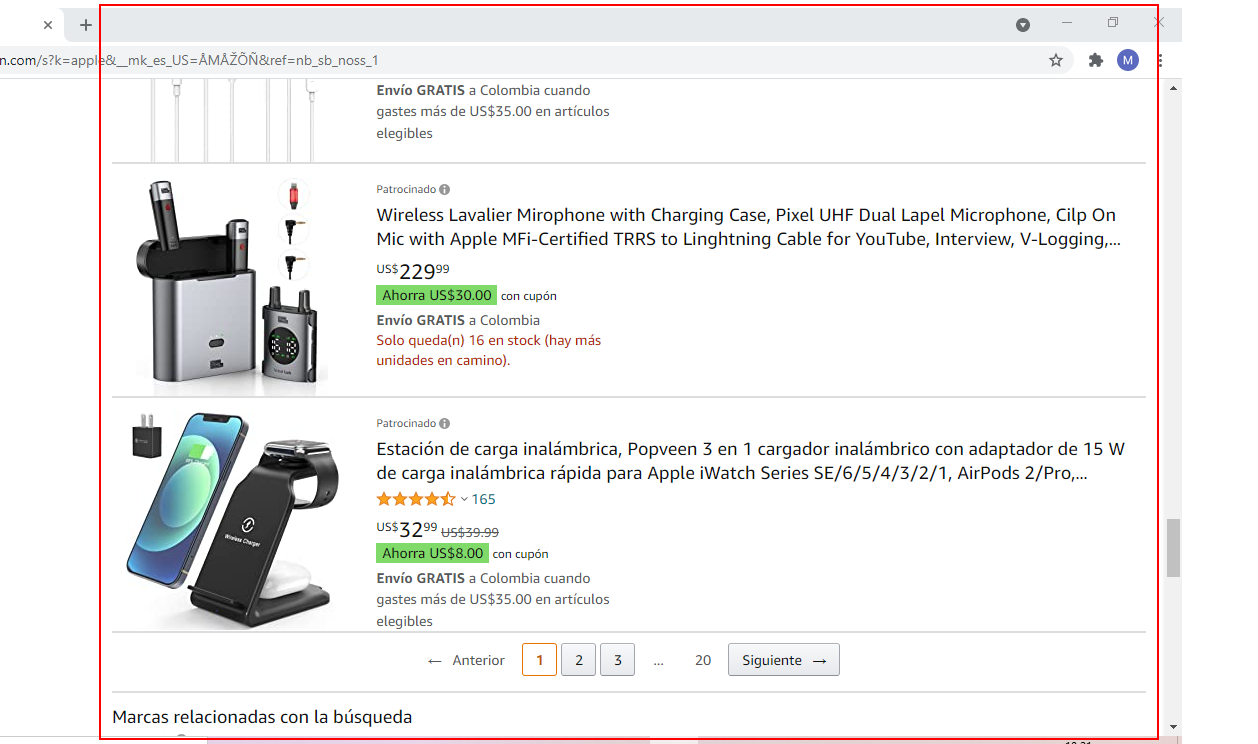 n.com/s?k=apple&__mk_es_US=ÅMÅŽÕÑ&ref=nb_sb_noss_1
M
Envío GRATIS a Colombia cuando
gastes más de US$35.00 en artículos
elegibles
Patrocinado
Wireless Lavalier Mirophone with Charging Case, Pixel UHF Dual Lapel Microphone, Cilp On
Mic with Apple MFi-Certified TRRS to Linghtning Cable for YouTube, Interview, V-Logging,...
US$22999
Ahorra US$30.00 con cupón
Envío GRATIS a Colombia
Solo queda(n) 16 en stock (hay más
unidades en camino).
Patrocinado
Estación de carga inalámbrica, Popveen 3 en 1 cargador inalámbrico con adaptador de 15 W
de carga inalámbrica rápida para Apple iWatch Series SE/6/5/4/3/2/1, AirPods 2/Pro,...
165
US$3299 US$39.99
Ahorra US$8.00 con cupón
Wireless Charger
Envío GRATIS a Colombia cuando
gastes más de US$35.00 en artículos
elegibles
← Anterior 1 2 3 ... 20 Siguiente →
Marcas relacionadas con la búsqueda